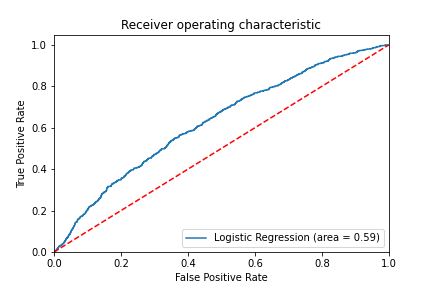 Receiver operating characteristic
1.0
0.8
0.6
0.4
0.2
0.0
True Positive Rate
Logistic Regression (area = 0.59)
0.0 0.2 0.4 0.6 0.8 1.0
False Positive Rate